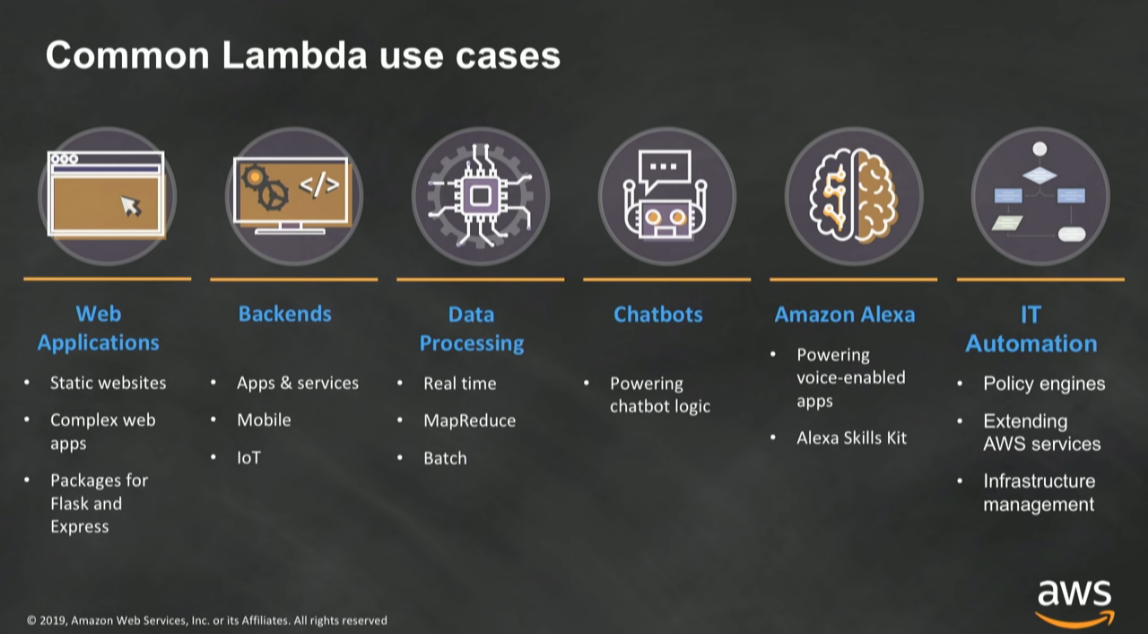 Common Lambda use cases
</>
Web
Applications
• Static websites
• Complex web
apps
• Packages for
Flask and
Express
Backends
• Apps & services
• Mobile
• IoT
Data
Processing
• Real time
• MapReduce
• Batch
Chatbots
• Powering
chatbot logic
Amazon Alexa
• Powering
voice-enabled
apps
• Alexa Skills Kit
IT
Automation
• Policy engines
• Extending
AWS services
• Infrastructure
management
© 2019, Amazon Web Services, Inc. or its Affiliates. All rights reserved
aws